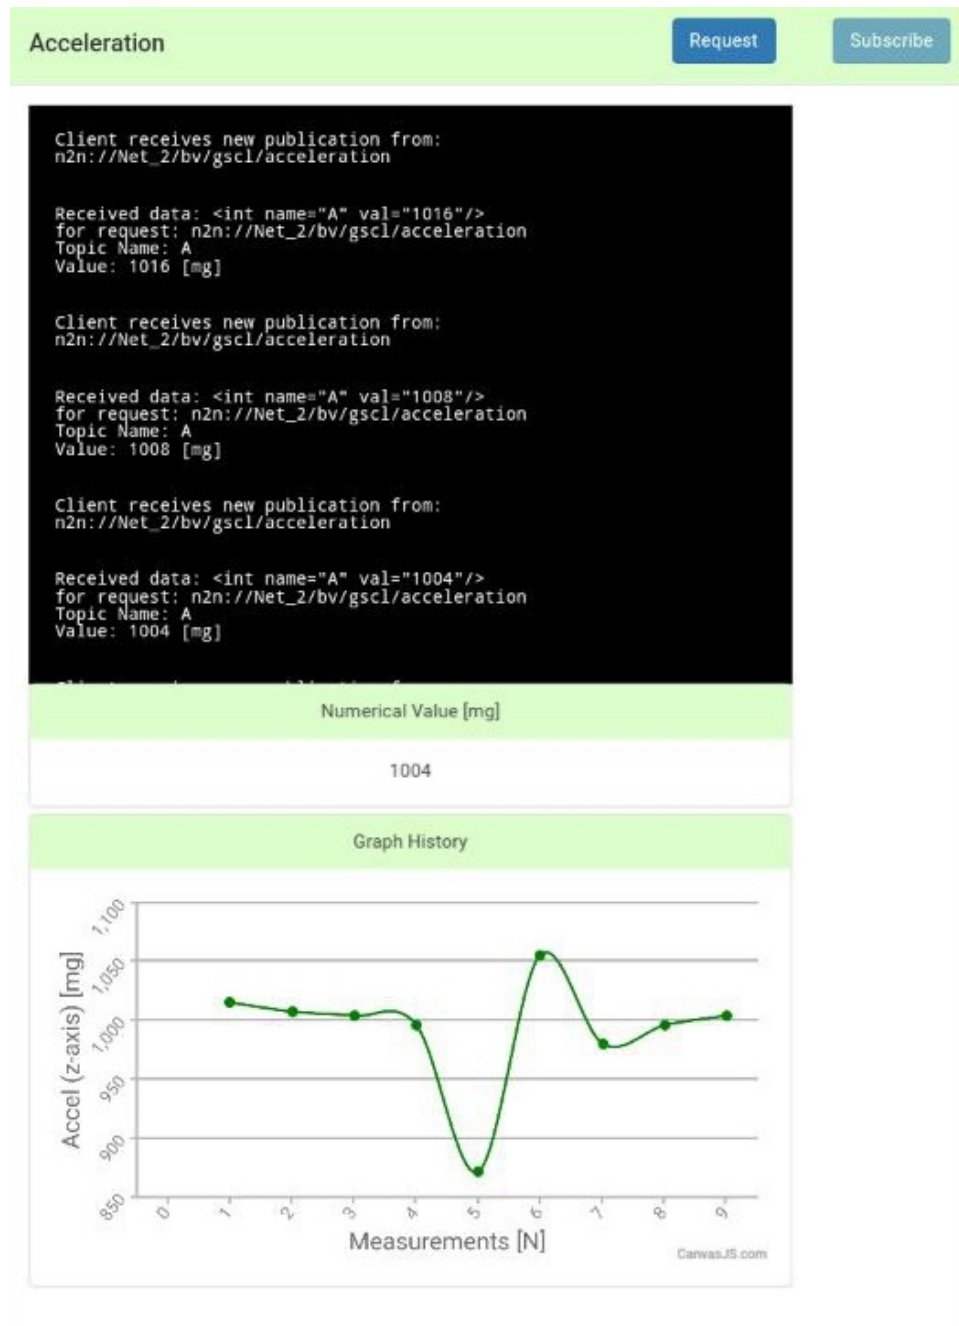 Acceleration
Request
Subscribe
Client receives new publication from:
n2n://Net_2/bv/gscl/acceleration
Received data: <int name="A" val="1016"/>
for request: n2n://Net_2/bv/gscl/acceleration
Topic Name: A
Value: 1016 [mg]
Client receives new publication from:
n2n://Net_2/bv/gscl/acceleration
Received data: <int name="A" val="1008"/>
for request: n2n://Net_2/bv/gscl/acceleration
Topic Name: A
Value: 1008 [mg]
Client receives new publication from:
n2n://Net_2/bv/gscl/acceleration
Received data: <int name="A" val="1004"/>
for request: n2n://Net_2/bv/gscl/acceleration
Topic Name: A
Value: 1004 [mg]
Numerical Value [mg]
1004
Graph History
Accel (z-axis) [mg]
1,100
1,050
1,000
950
900
850
0 1 2 3 4 5 6 7 8 9
Measurements [N]
CanvasJS.com